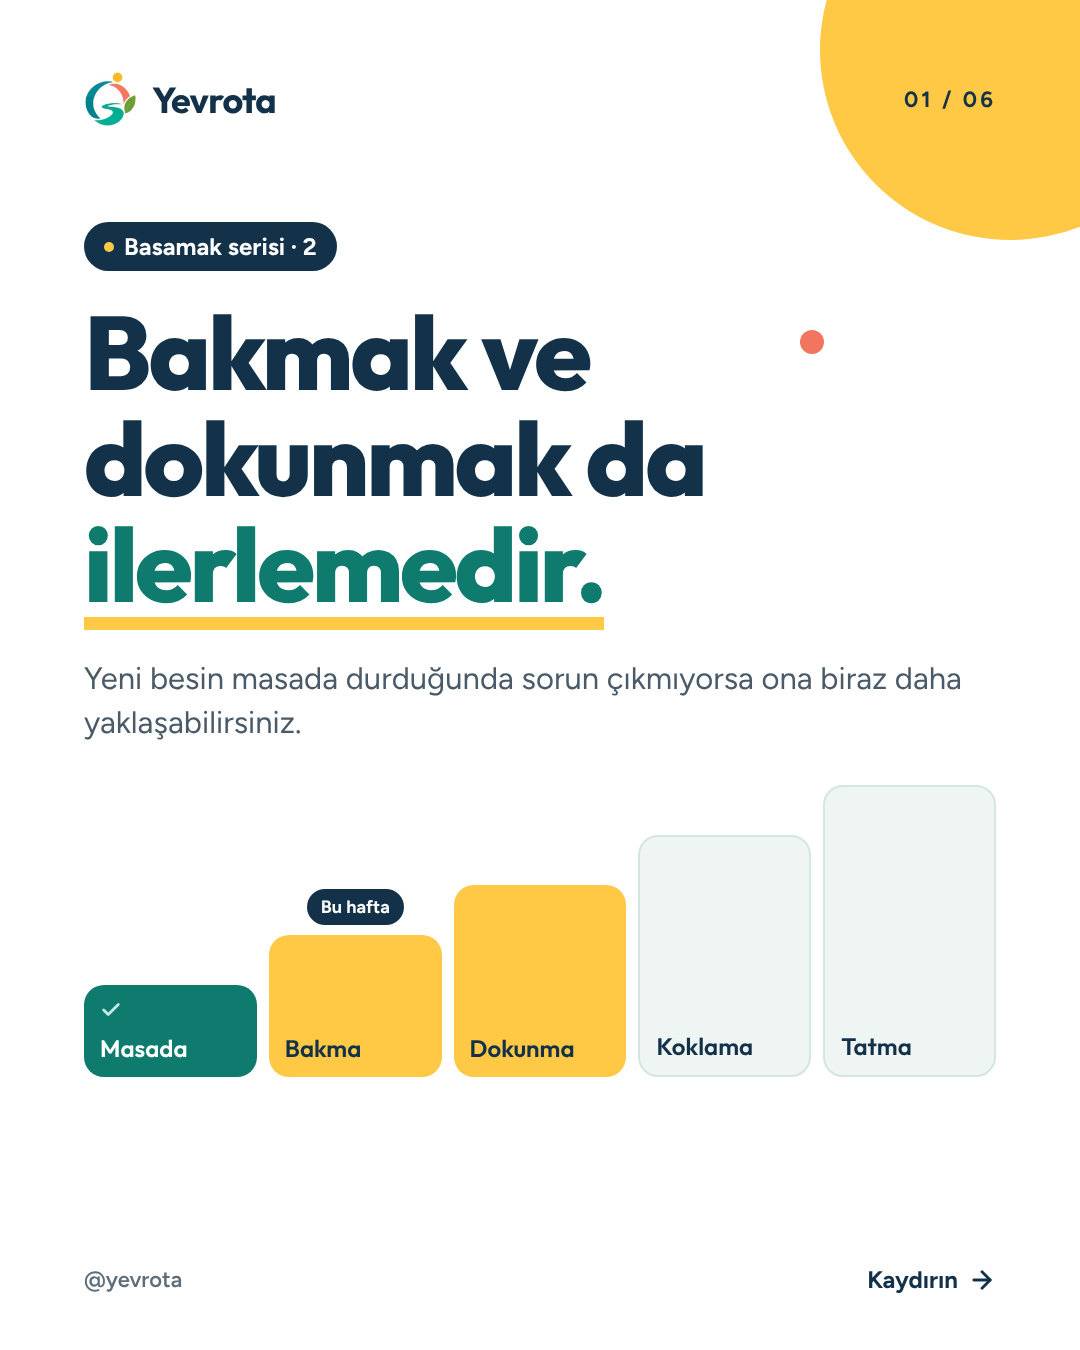 Yevrota
01 / 06
Basamak serisi · 2
Bakmak ve
dokunmak da
ilerlemedir.
Yeni besin masada durduğunda sorun çıkmıyorsa ona biraz daha
yaklaşabilirsiniz.
Bu hafta
Masada
Bakma
Dokunma
Koklama
Tatma
@yevrota
Kaydırın →